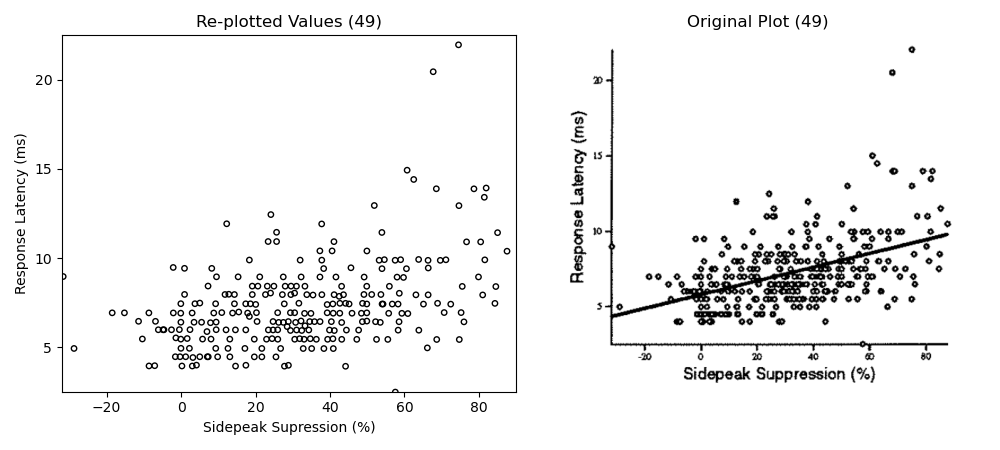 Re-plotted Values (49)
Response Latency (ms)
20
15
10
5
−20 0 20 40 60 80
Sidepeak Supression (%)
Original Plot (49)
Response Latency (ms)
20
15
10
5
-20 0 20 40 60 80
Sidepeak Suppression (%)